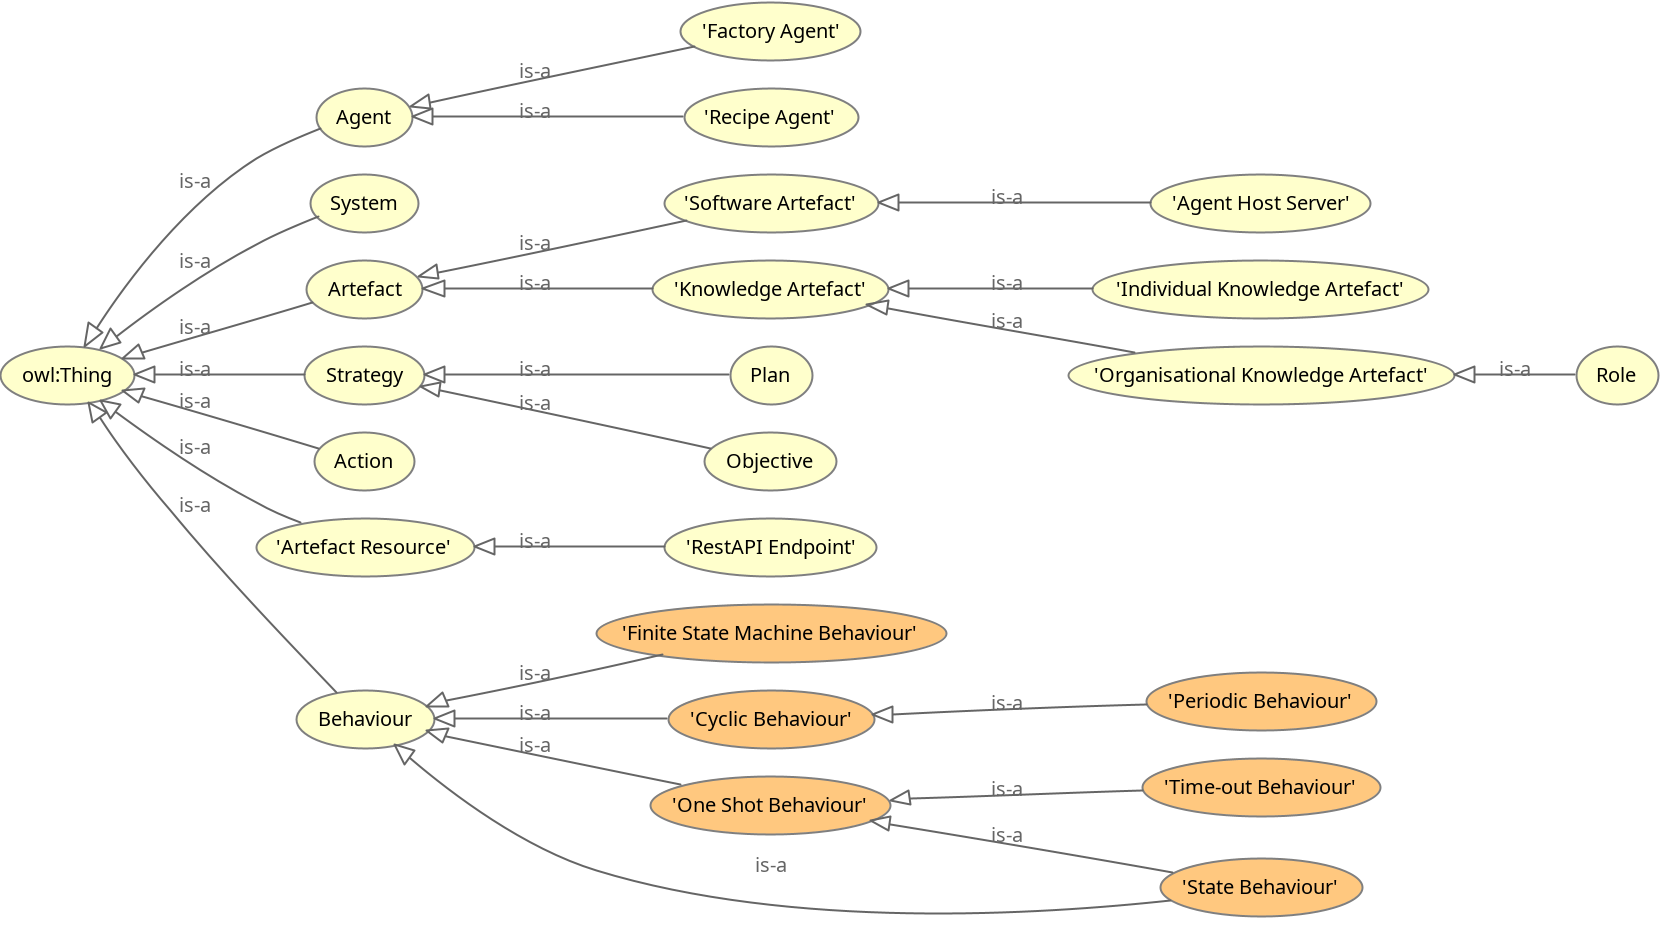 'Factory Agent'
is-a
Agent
is-a
'Recipe Agent'
is-a
System
'Software Artefact'
is-a
'Agent Host Server'
is-a
is-a
Artefact
is-a
'Knowledge Artefact'
is-a
'Individual Knowledge Artefact'
is-a
is-a
owl:Thing
is-a
Strategy
is-a
Plan
'Organisational Knowledge Artefact'
is-a
Role
is-a
is-a
Action
Objective
is-a
is-a
'Artefact Resource'
is-a
'RestAPI Endpoint'
'Finite State Machine Behaviour'
is-a
Behaviour
is-a
'Cyclic Behaviour'
is-a
'Periodic Behaviour'
is-a
'One Shot Behaviour'
is-a
'Time-out Behaviour'
is-a
is-a
'State Behaviour'